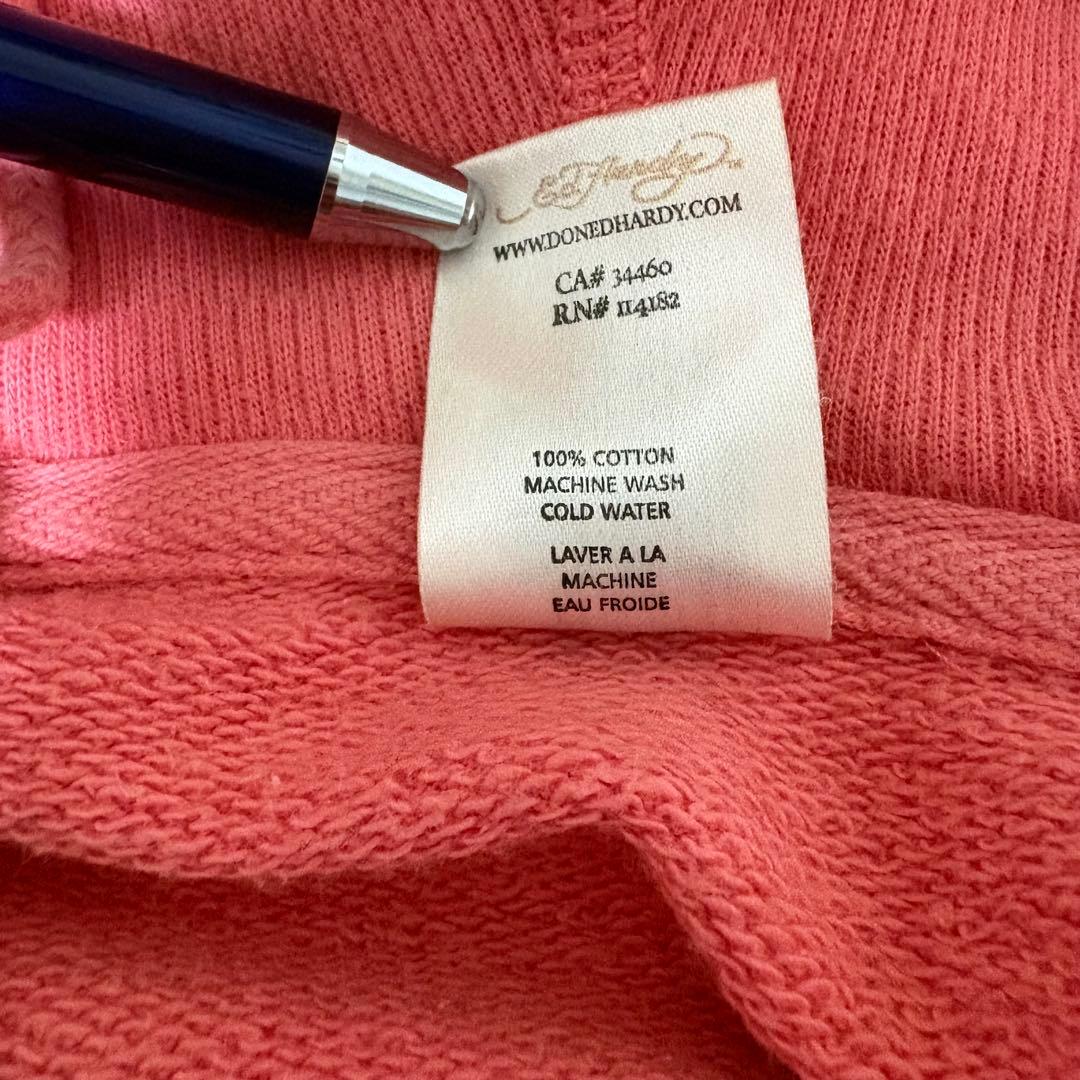 Ed Hardy
WWW.DONEDHARDY.COM
CA# 34460
RN# 114182
100% COTTON
MACHINE WASH
COLD WATER
LAVER A LA
MACHINE
EAU FROIDE